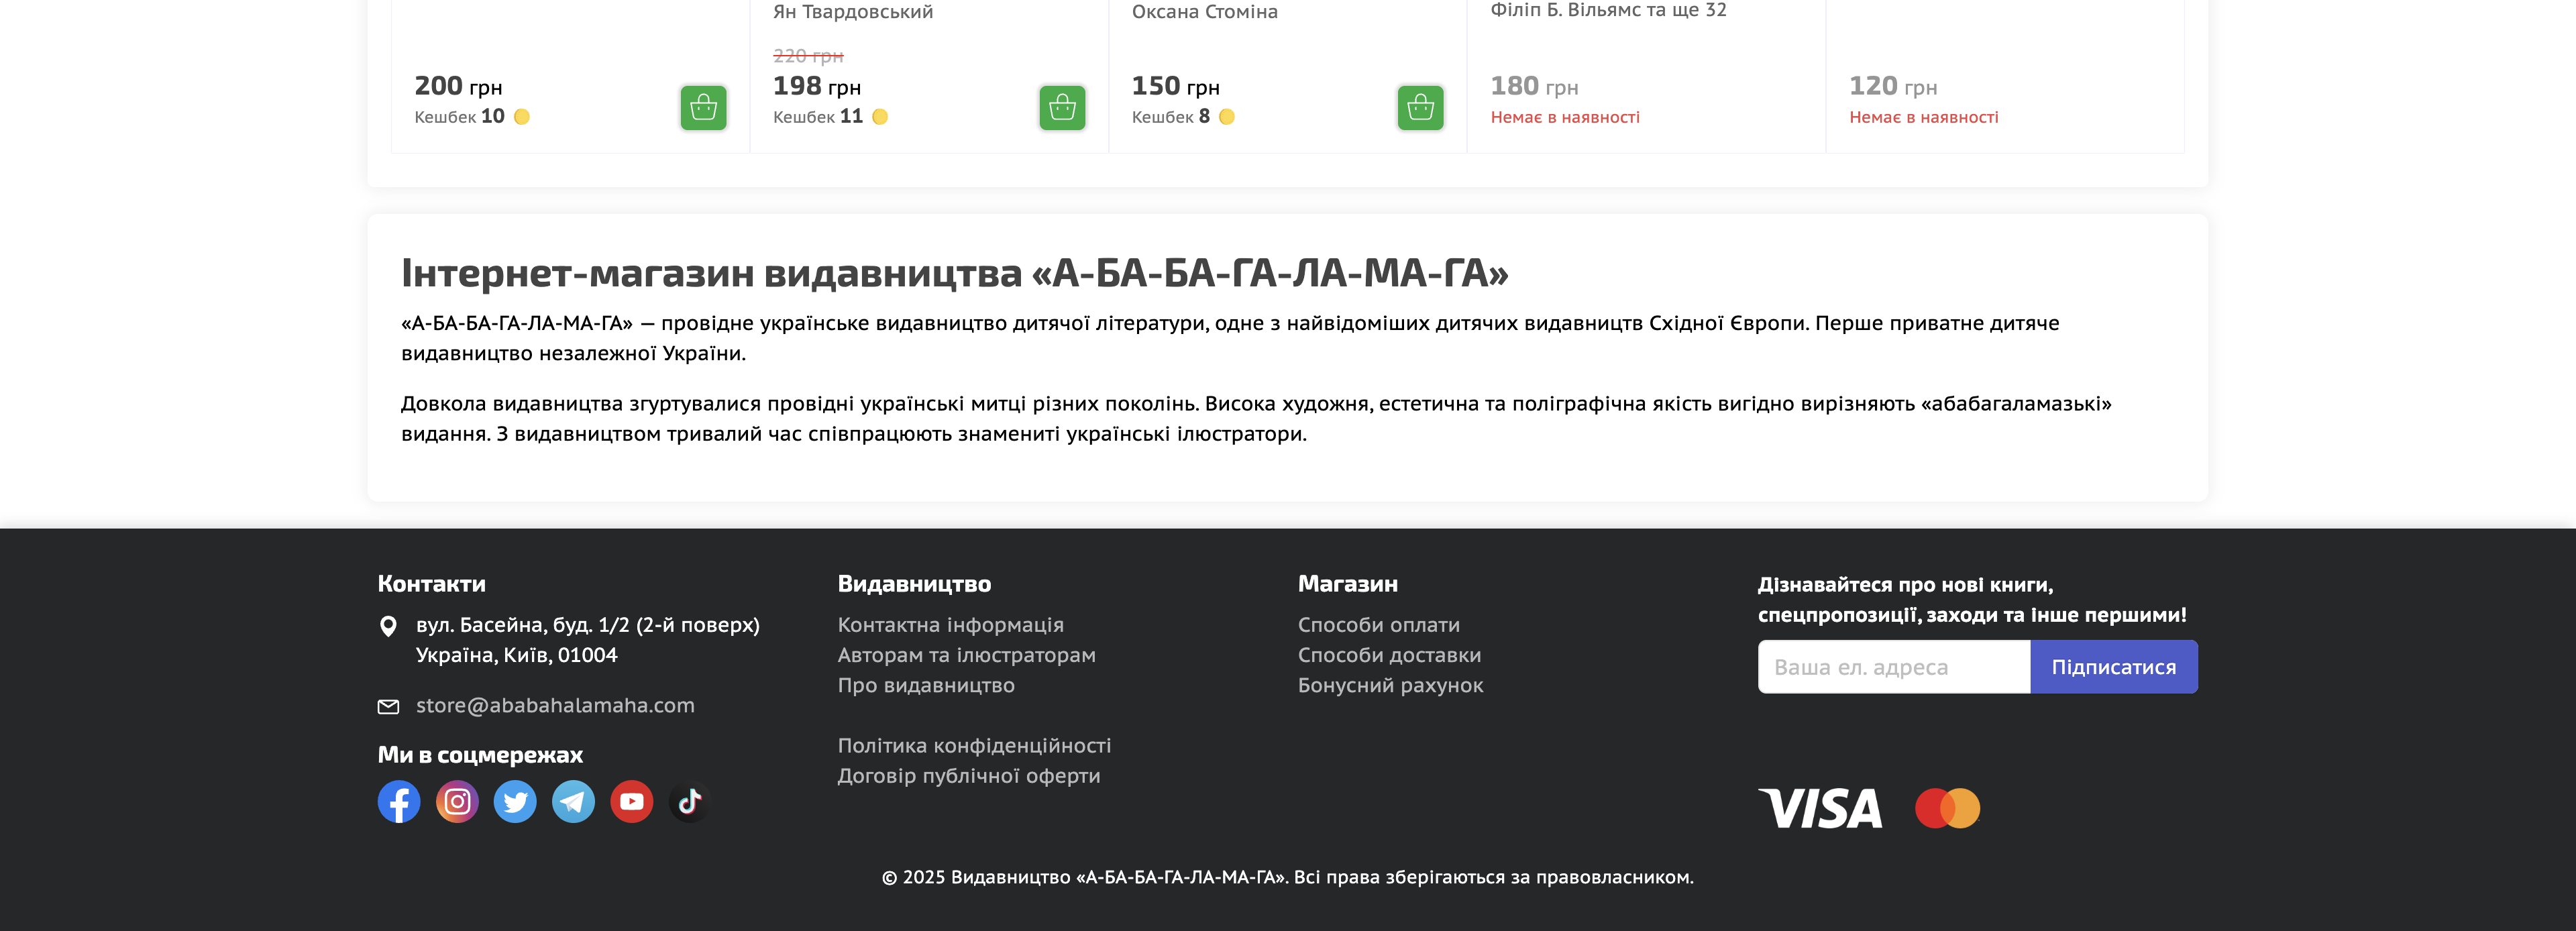 Ян Твардовський
Оксана Стоміна
Філіп Б. Вільямс та ще 32
200 грн
Кешбек 10
220 грн
198 грн
Кешбек 11
150 грн
Кешбек 8
180 грн
Немає в наявності
120 грн
Немає в наявності
Інтернет-магазин видавництва «А-БА-БА-ГА-ЛА-МА-ГА»
«А-БА-БА-ГА-ЛА-МА-ГА» — провідне українське видавництво дитячої літератури, одне з найвідоміших дитячих видавництв Східної Європи. Перше приватне дитяче
видавництво незалежної України.
Довкола видавництва згуртувалися провідні українські митці різних поколінь. Висока художня, естетична та поліграфічна якість вигідно вирізняють «абабагаламазькі»
видання. З видавництвом тривалий час співпрацюють знамениті українські ілюстратори.
Контакти
вул. Басейна, буд. 1/2 (2-й поверх)
Україна, Київ, 01004
store@ababahalamaha.com
Ми в соцмережах
Видавництво
Контактна інформація
Авторам та ілюстраторам
Про видавництво
Політика конфіденційності
Договір публічної оферти
Магазин
Способи оплати
Способи доставки
Бонусний рахунок
Дізнавайтеся про нові книги,
спецпропозиції, заходи та інше першими!
Ваша ел. адреса
Підписатися
VISA
© 2025 Видавництво «А-БА-БА-ГА-ЛА-МА-ГА». Всі права зберігаються за правовласником.